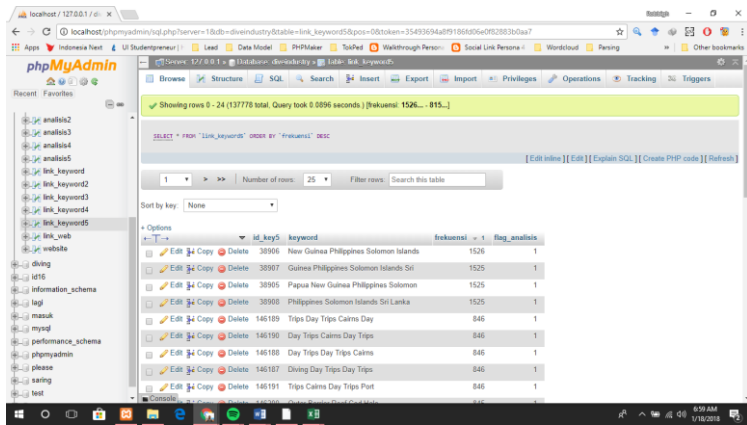 localhost / 127.0.0.1 / di
localhost/phpmyadmin/sql.php?server=1&db=diveindustry&table=link_keyword5&pos=0&token=35493694a8f9186fd06e0f82883b0aa7
Apps Indonesia Next UI Studentpreneur | Lead Data Model PHPMaker TokPed Walkthrough Person Social Link Persona Wordcloud Parsing » Other bookmarks
phpMyAdmin
Recent Favorites
analisis2
analisis3
analisis4
analisis5
link_keyword
link_keyword2
link_keyword3
link_keyword4
link_keyword5
link_web
website
diving
id16
information_schema
lagi
masuk
mysql
performance_schema
phpmyadmin
please
saring
test
Server: 127.0.0.1 » Database: diveindustry » Table: link_keyword5
Browse Structure SQL Search Insert Export Import Privileges Operations Tracking Triggers
Showing rows 0 - 24 (137778 total, Query took 0.0896 seconds.) [frekuensi: 1526... - 815...]
SELECT * FROM `link_keyword5` ORDER BY `frekuensi` DESC
[ Edit inline ] [ Edit ] [ Explain SQL ] [ Create PHP code ] [ Refresh ]
1 > >> Number of rows: 25 Filter rows: Search this table
Sort by key: None
+ Options
id_key5 keyword frekuensi 1 flag_analisis
Edit Copy Delete 38906 New Guinea Philippines Solomon Islands 1526 1
Edit Copy Delete 38907 Guinea Philippines Solomon Islands Sri 1525 1
Edit Copy Delete 38905 Papua New Guinea Philippines Solomon 1525 1
Edit Copy Delete 38908 Philippines Solomon Islands Sri Lanka 1525 1
Edit Copy Delete 146189 Trips Day Trips Cairns Day 846 1
Edit Copy Delete 146190 Day Trips Cairns Day Trips 846 1
Edit Copy Delete 146188 Day Trips Day Trips Cairns 846 1
Edit Copy Delete 146187 Diving Day Trips Day Trips 846 1
Edit Copy Delete 146191 Trips Cairns Day Trips Port 846 1
Console
6:59 AM
1/18/2018